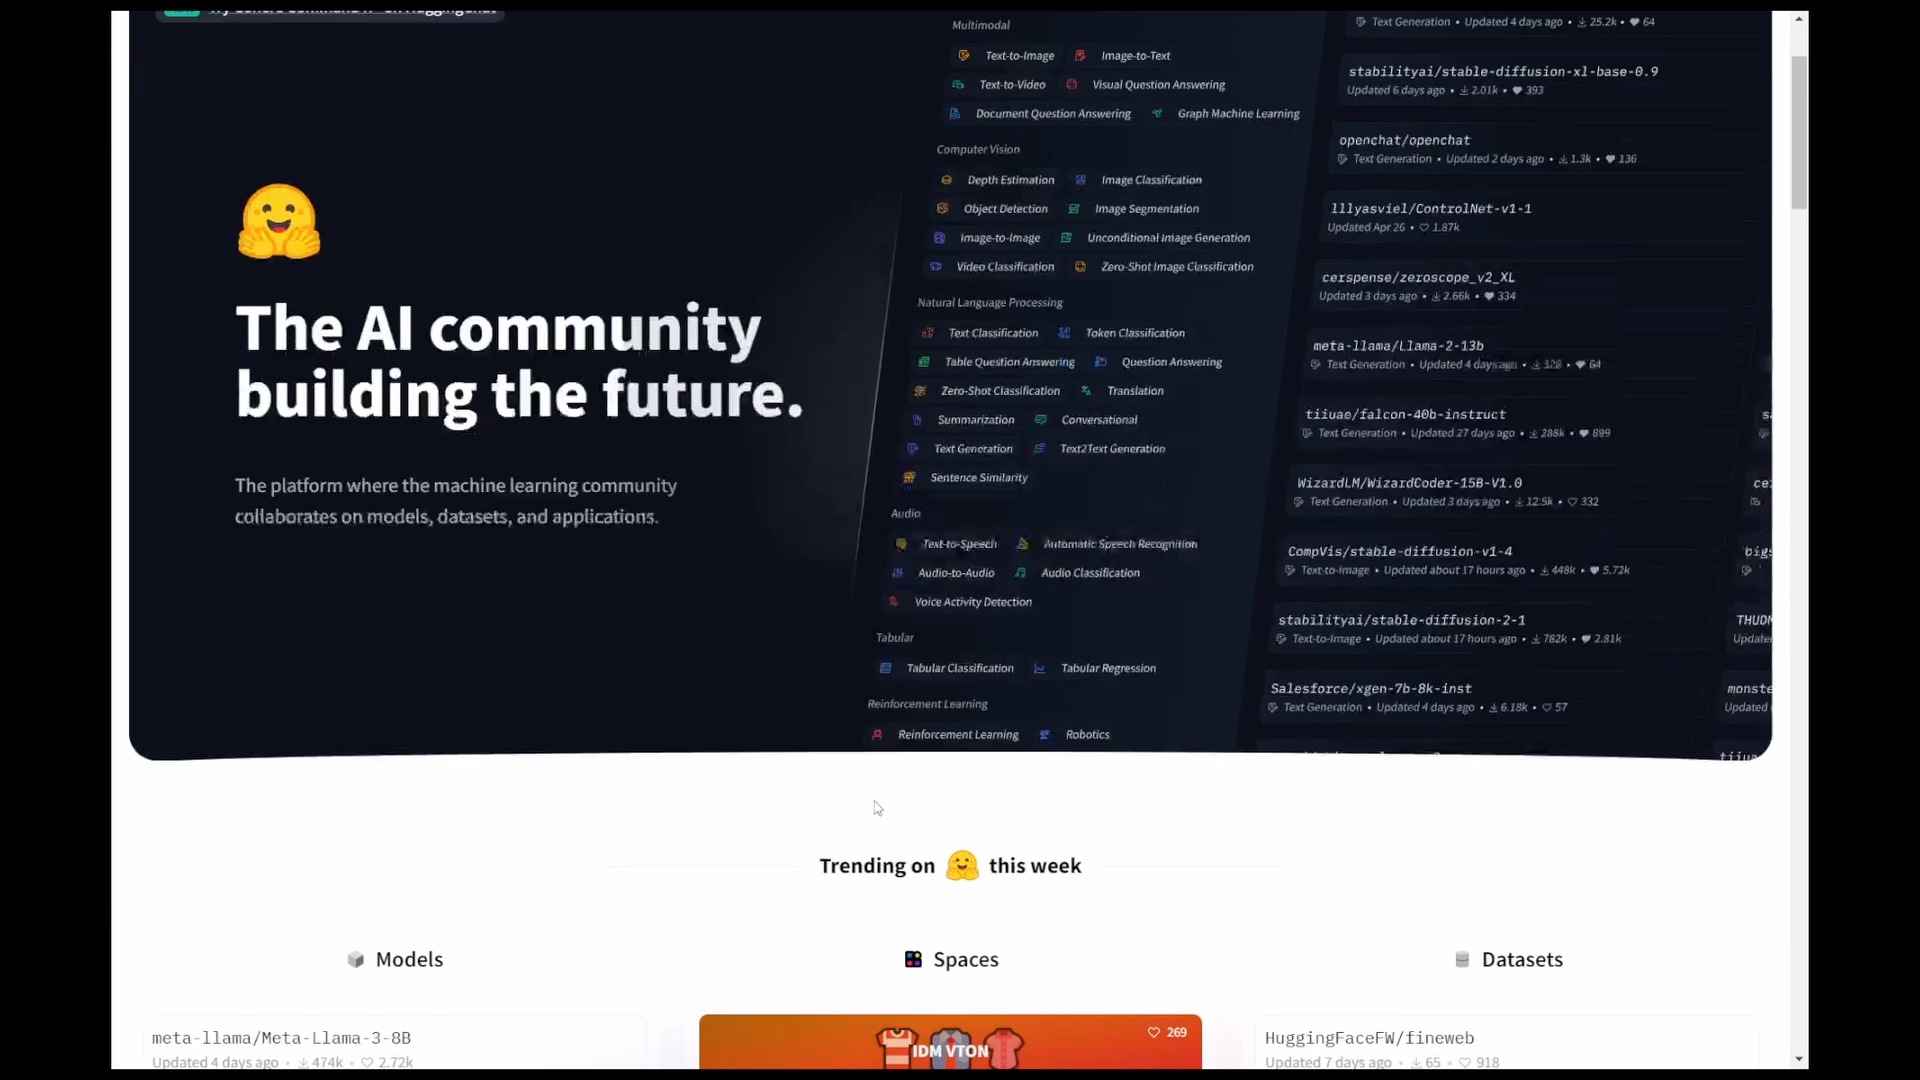 The AI community
building the future.
The platform where the machine learning community
collaborates on models, datasets, and applications.
Multimodal
Text-to-Image Image-to-Text
Text-to-Video Visual Question Answering
Document Question Answering Graph Machine Learning
Computer Vision
Depth Estimation Image Classification
Object Detection Image Segmentation
Image-to-Image Unconditional Image Generation
Video Classification Zero-Shot Image Classification
Natural Language Processing
Text Classification Token Classification
Table Question Answering Question Answering
Zero-Shot Classification Translation
Summarization Conversational
Text Generation Text2Text Generation
Sentence Similarity
Audio
Text-to-Speech Automatic Speech Recognition
Audio-to-Audio Audio Classification
Voice Activity Detection
Tabular
Tabular Classification Tabular Regression
Reinforcement Learning
Reinforcement Learning Robotics
Text Generation • Updated 4 days ago • 25.2k • 64
stabilityai/stable-diffusion-xl-base-0.9
Updated 6 days ago • 2.01k • 393
openchat/openchat
Text Generation • Updated 2 days ago • 1.3k • 136
lllyasviel/ControlNet-v1-1
Updated Apr 26 • 1.87k
cerspense/zeroscope_v2_XL
Updated 3 days ago • 2.66k • 334
meta-llama/Llama-2-13b
Text Generation • Updated 4 days ago • 328 • 64
tiiuae/falcon-40b-instruct
Text Generation • Updated 27 days ago • 288k • 899
WizardLM/WizardCoder-15B-V1.0
Text Generation • Updated 3 days ago • 12.5k • 332
CompVis/stable-diffusion-v1-4
Text-to-Image • Updated about 17 hours ago • 448k • 5.72k
stabilityai/stable-diffusion-2-1
Text-to-Image • Updated about 17 hours ago • 782k • 2.81k
Salesforce/xgen-7b-8k-inst
Text Generation • Updated 4 days ago • 6.18k • 57
THUDM
Updated
monste
Updated
Trending on this week
Models
Spaces
Datasets
meta-llama/Meta-Llama-3-8B
Updated 4 days ago • 474k • 2.72k
269
IDM VTON
HuggingFaceFW/fineweb
Updated 7 days ago • 65 • 918